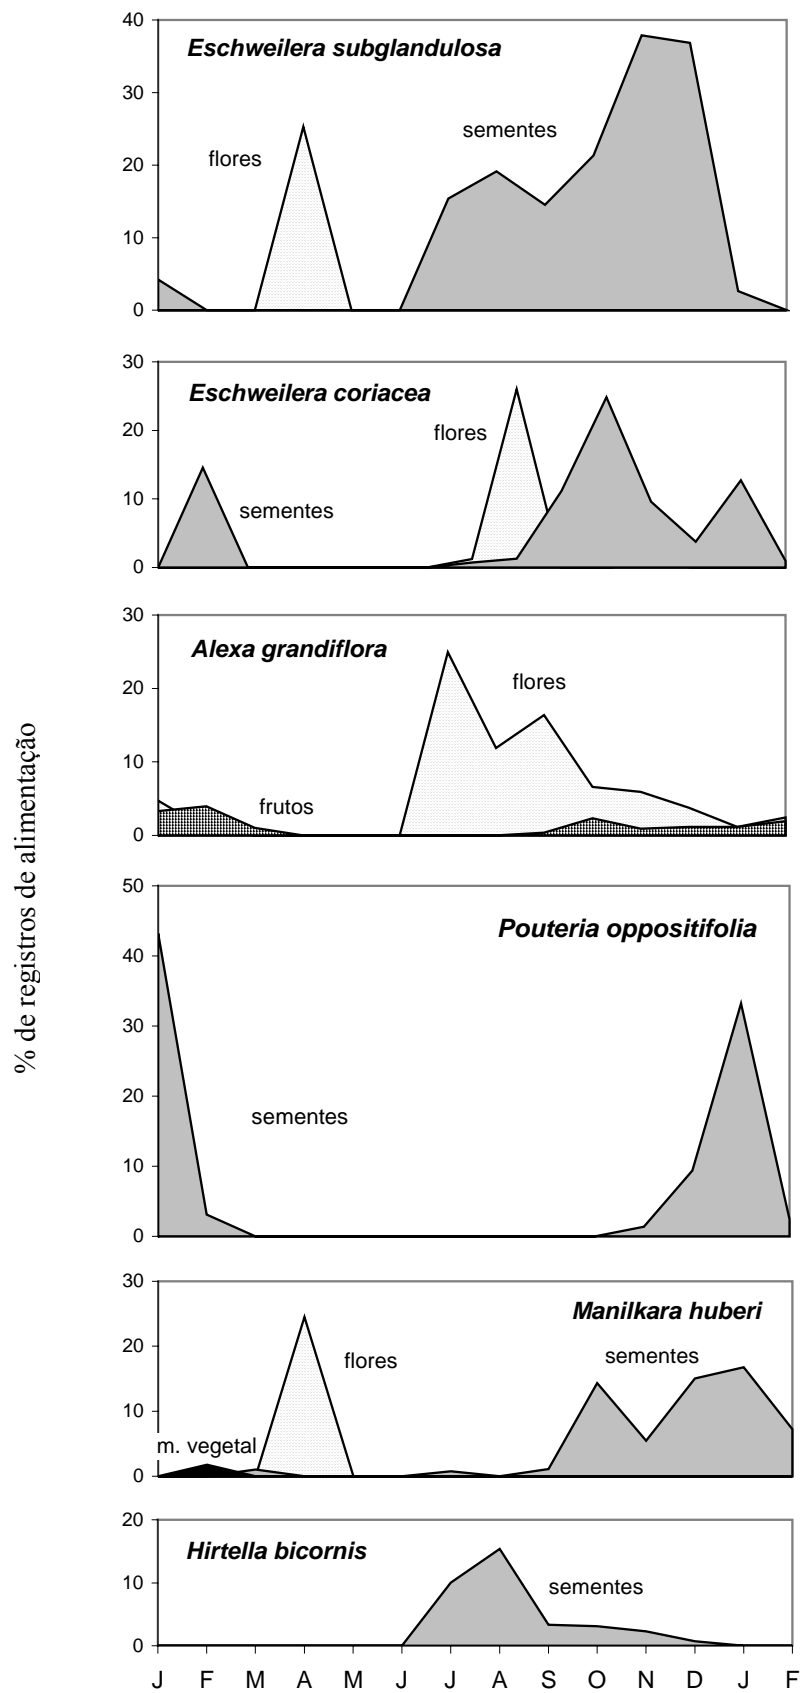 % de registros de alimentação
40
Eschweilera subglandulosa
30
sementes
flores
20
10
0
30
Eschweilera coriacea
flores
20
sementes
10
0
30
Alexa grandiflora
flores
20
10
frutos
0
50
Pouteria oppositifolia
40
30
20
sementes
10
0
30
Manilkara huberi
sementes
20
flores
10
m. vegetal
0
20
Hirtella bicornis
sementes
10
0
J F M A M J J A S O N D J F